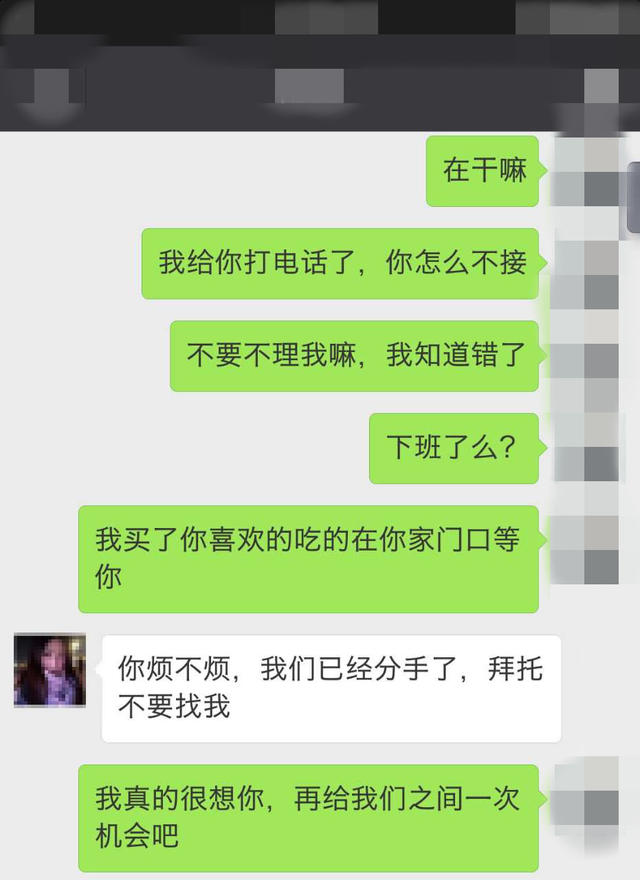 在干嘛
我给你打电话了，你怎么不接
不要不理我嘛，我知道错了
下班了么？
我买了你喜欢的吃的在你家门口等
你
你烦不烦，我们已经分手了，拜托
不要找我
我真的很想你，再给我们之间一次
机会吧